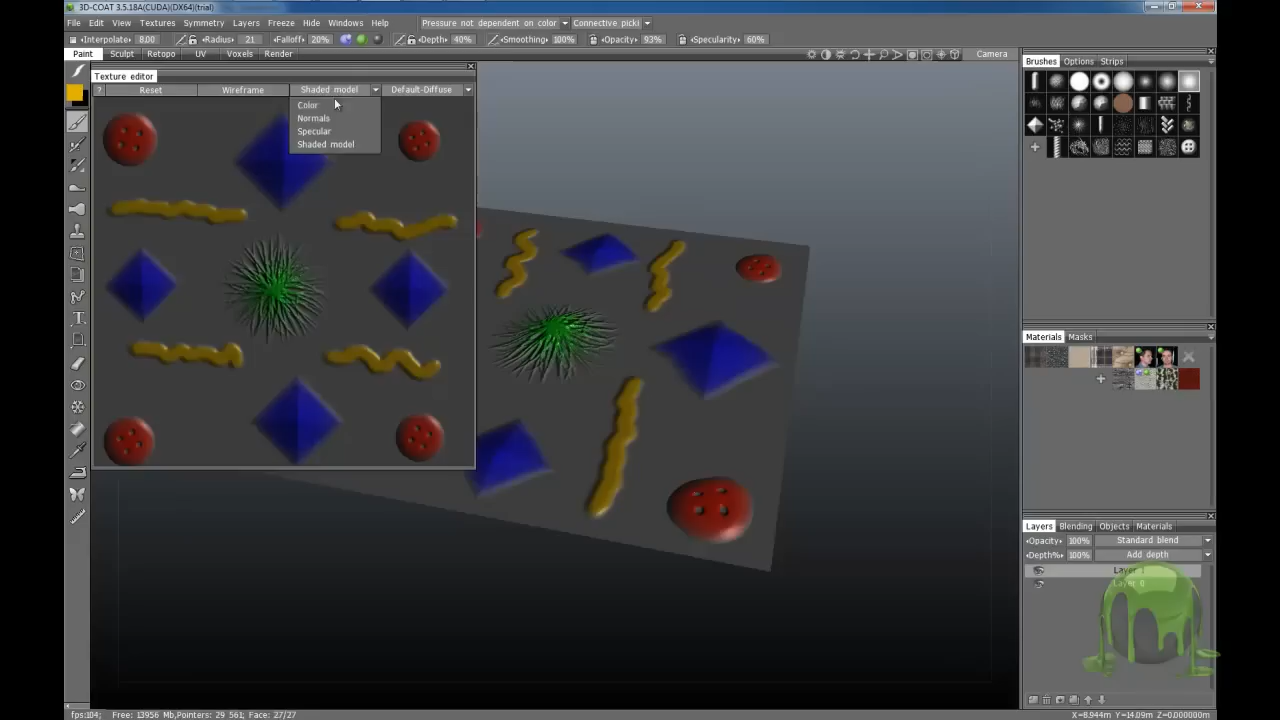 3D-COAT 3.5.18A(CUDA)(DX64)(trial)
File Edit View Textures Symmetry Layers Freeze Hide Windows Help Pressure not dependent on color Connective picki
Interpolate 8.00 Radius 21 Falloff 20% Depth 40% Smoothing 100% Opacity 93% Specularity 60%
Paint Sculpt Retopo UV Voxels Render Camera
Brushes Options Strips
Texture editor
? Reset Wireframe Shaded model Default-Diffuse
Color
Normals
Specular
Shaded model
Materials Masks
Layers Blending Objects Materials
Opacity 100% Standard blend
Depth% 100% Add depth
Layer 0
fps:104; Free: 13956 Mb,Pointers: 29 561; Face: 27/27 X=8.944m Y=14.09m Z=0.000000m